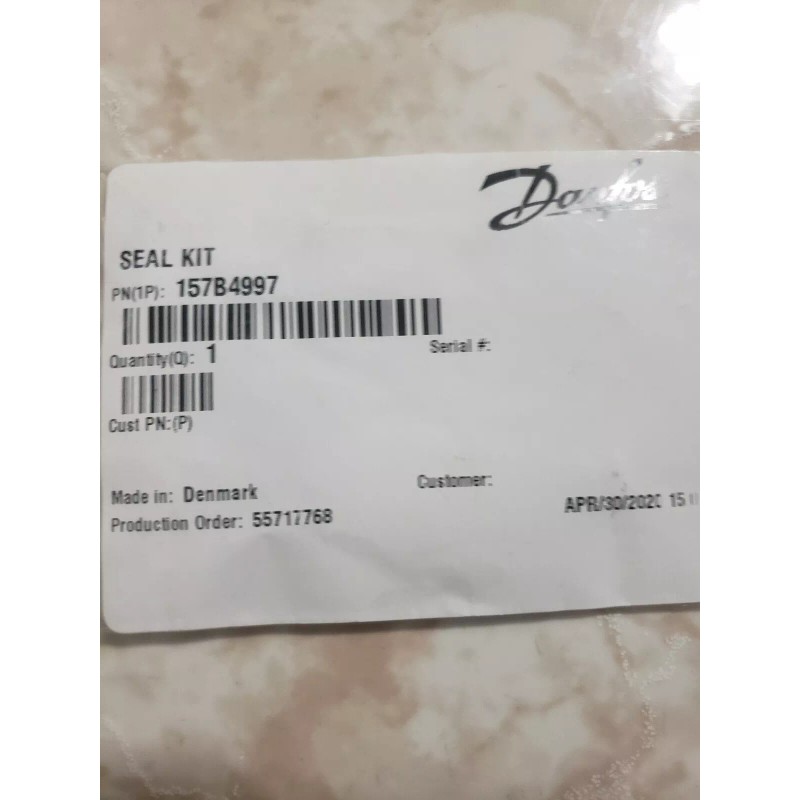 Danfoss
SEAL KIT
PN(1P): 157B4997
Quantity(Q): 1
Serial #:
Cust PN:(P)
Customer:
Made in: Denmark
APR/30/2020 15
Production Order: 55717768